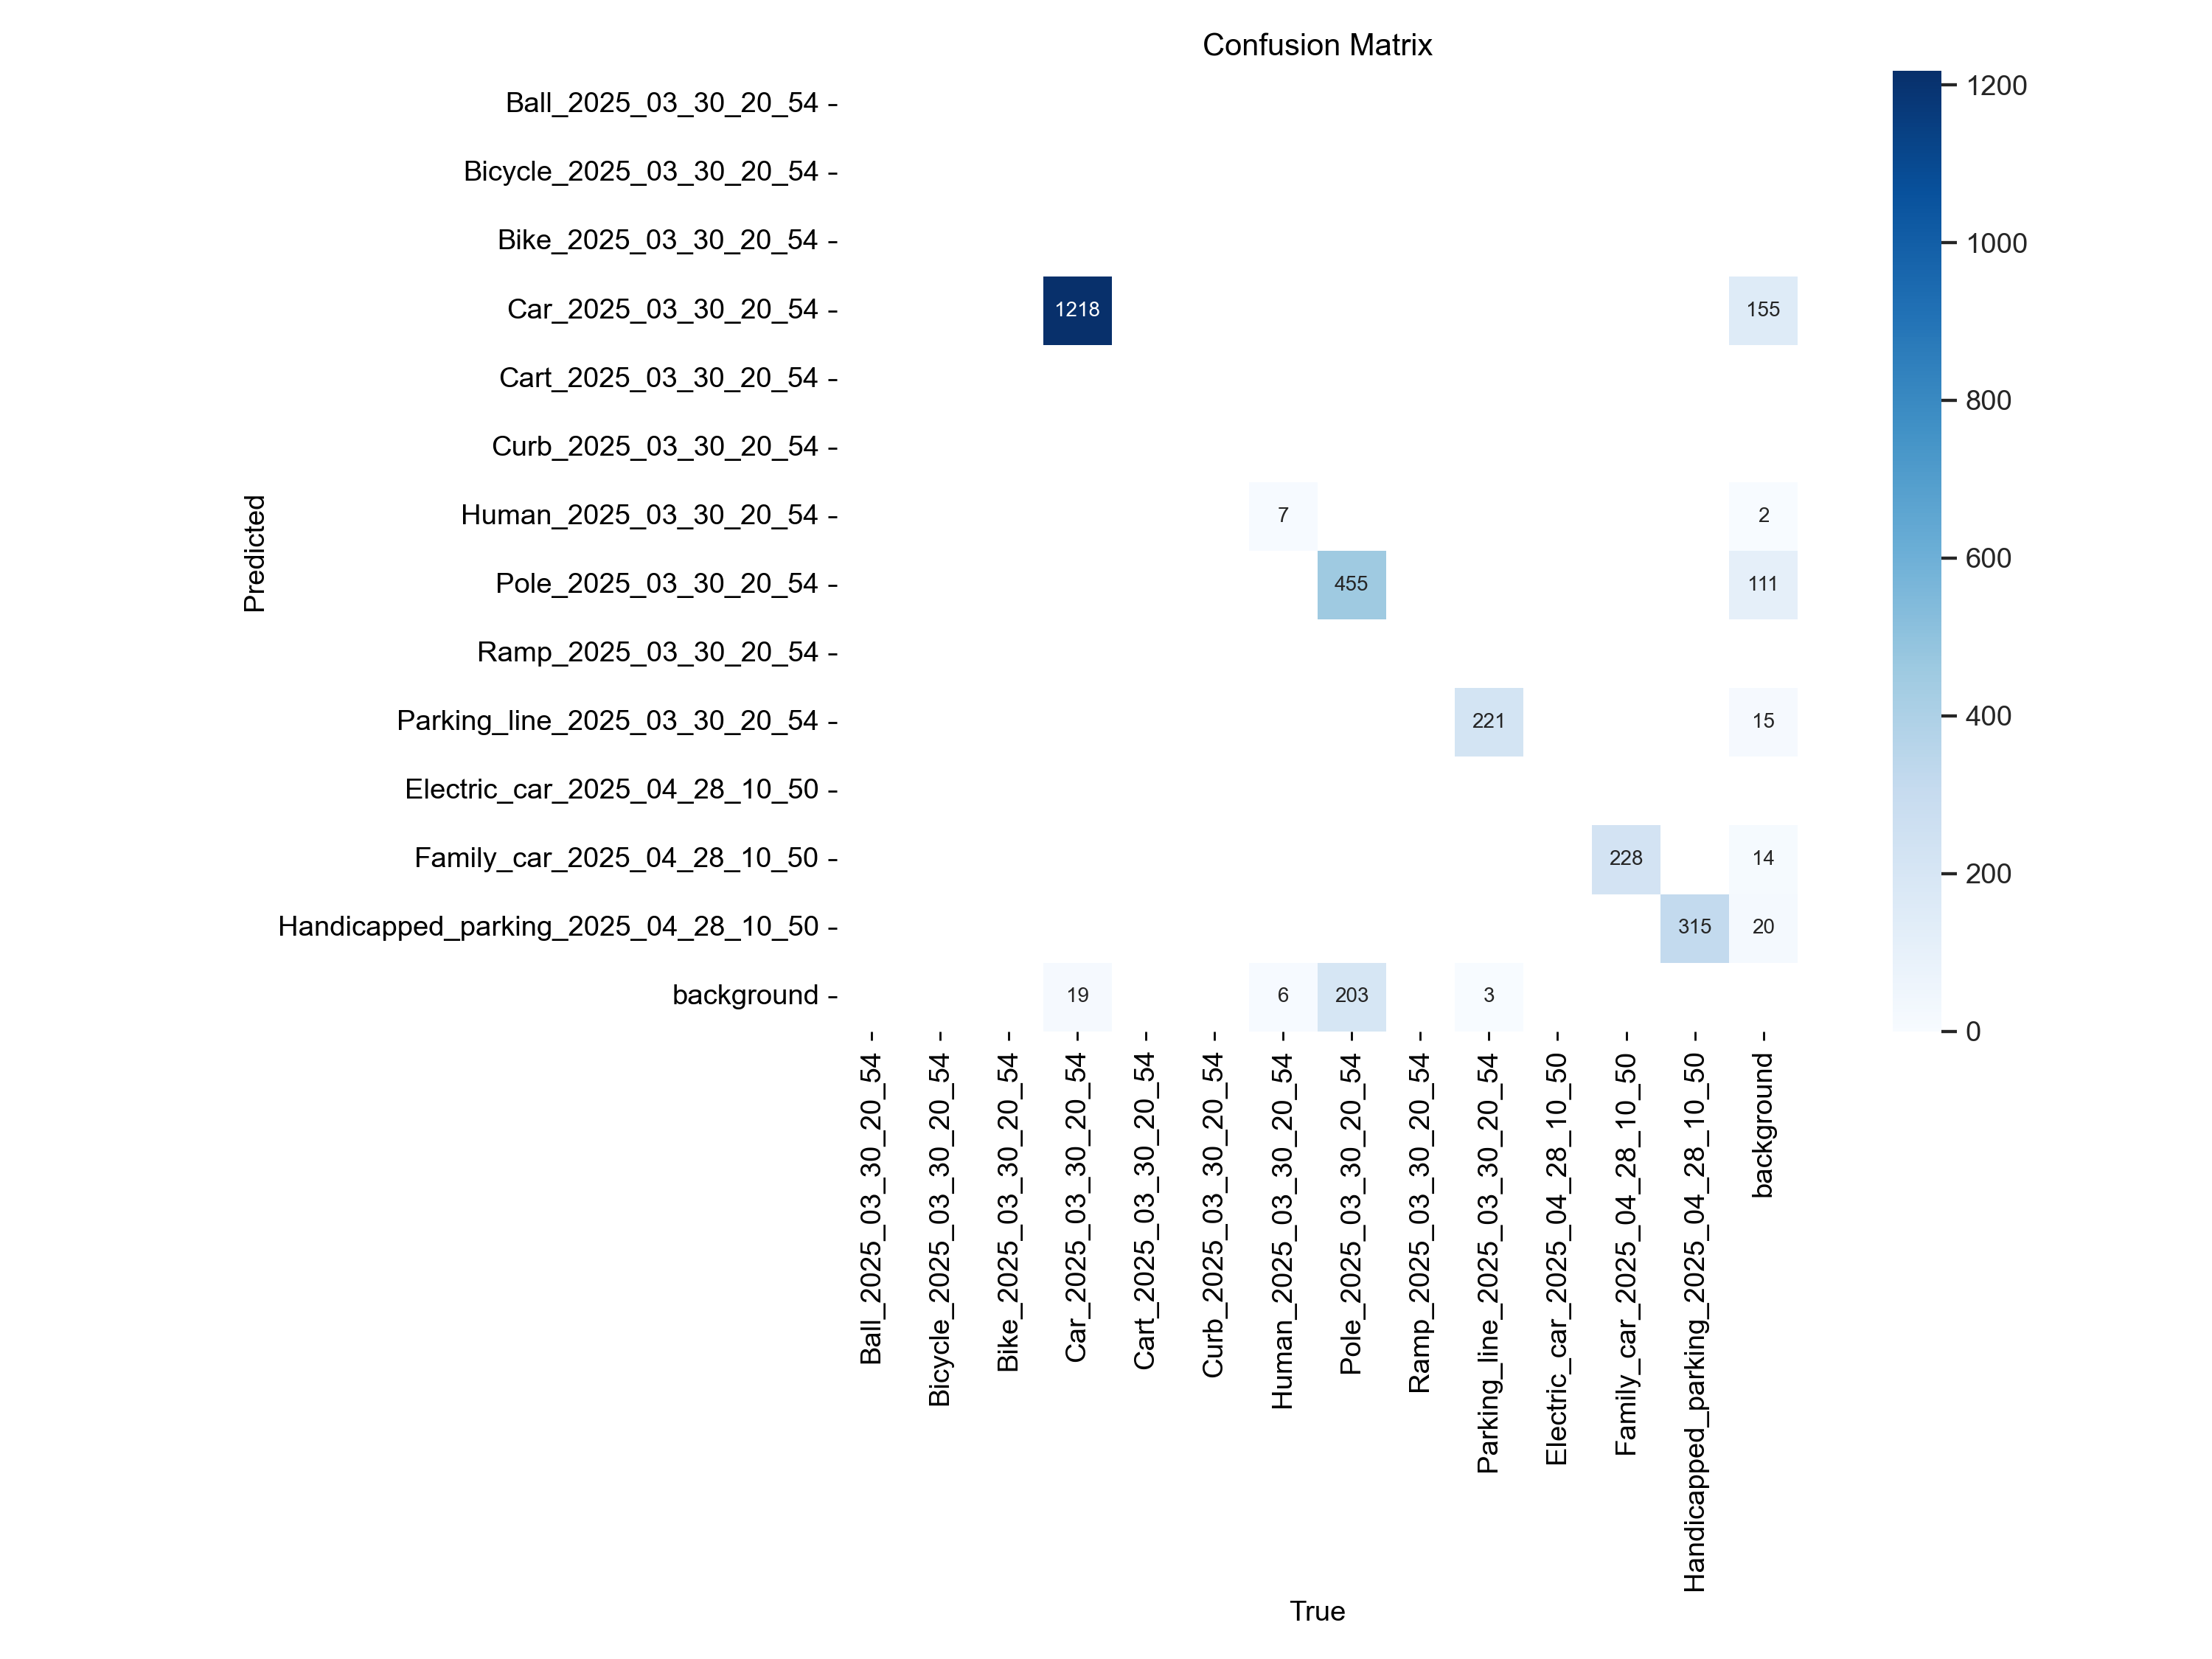 Confusion Matrix
Predicted
Ball_2025_03_30_20_54
Bicycle_2025_03_30_20_54
Bike_2025_03_30_20_54
Car_2025_03_30_20_54
1218
155
Cart_2025_03_30_20_54
Curb_2025_03_30_20_54
Human_2025_03_30_20_54
7
2
Pole_2025_03_30_20_54
455
111
Ramp_2025_03_30_20_54
Parking_line_2025_03_30_20_54
221
15
Electric_car_2025_04_28_10_50
Family_car_2025_04_28_10_50
228
14
Handicapped_parking_2025_04_28_10_50
315
20
background
19
6
203
3
Ball_2025_03_30_20_54
Bicycle_2025_03_30_20_54
Bike_2025_03_30_20_54
Car_2025_03_30_20_54
Cart_2025_03_30_20_54
Curb_2025_03_30_20_54
Human_2025_03_30_20_54
Pole_2025_03_30_20_54
Ramp_2025_03_30_20_54
Parking_line_2025_03_30_20_54
Electric_car_2025_04_28_10_50
Family_car_2025_04_28_10_50
Handicapped_parking_2025_04_28_10_50
background
True
1200
1000
800
600
400
200
0